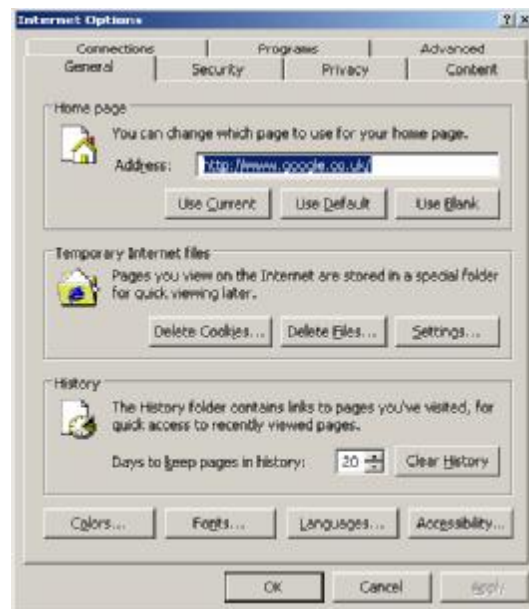 Internet Options
Connections Programs Advanced
General Security Privacy Content
Home page
You can change which page to use for your home page.
Address: http://www.google.co.uk/
Use Current Use Default Use Blank
Temporary Internet files
Pages you view on the Internet are stored in a special folder
for quick viewing later.
Delete Cookies... Delete Files... Settings...
History
The History folder contains links to pages you've visited, for
quick access to recently viewed pages.
Days to keep pages in history: 20 Clear History
Colors... Fonts... Languages... Accessibility...
OK Cancel Apply